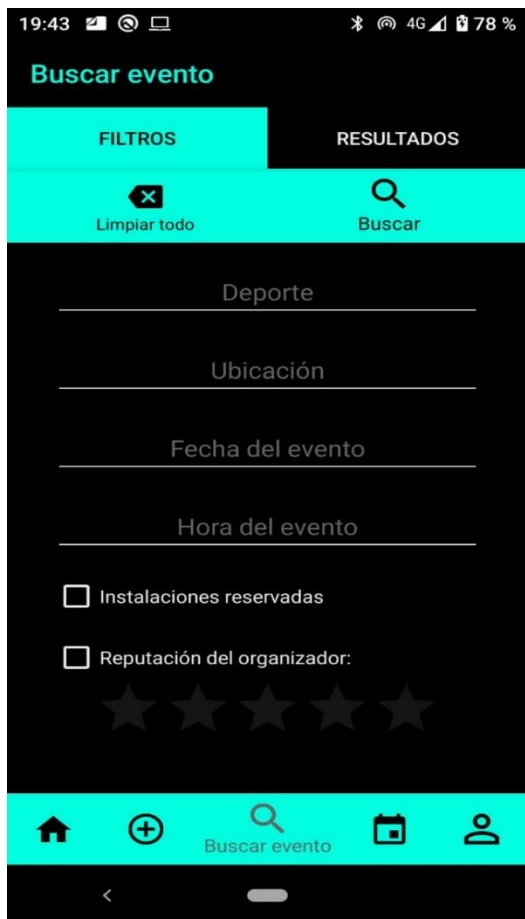 19:43 4G 78 %
Buscar evento
FILTROS RESULTADOS
Limpiar todo Buscar
Deporte
Ubicación
Fecha del evento
Hora del evento
Instalaciones reservadas
Reputación del organizador:
Buscar evento